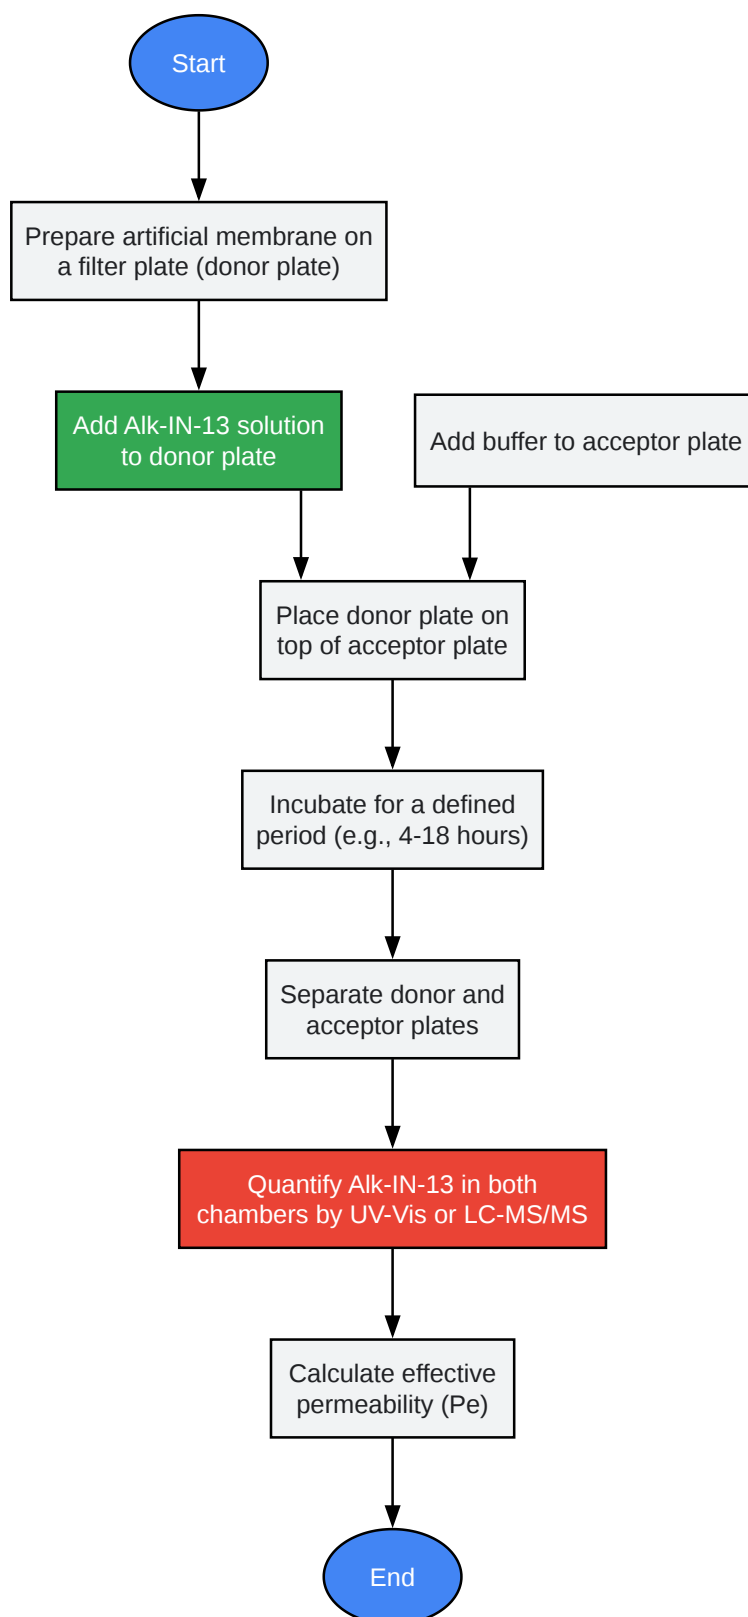 Start
Prepare artificial membrane on
a filter plate (donor plate)
Add Alk-IN-13 solution
to donor plate
Add buffer to acceptor plate
Place donor plate on
top of acceptor plate
Incubate for a defined
period (e.g., 4-18 hours)
Separate donor and
acceptor plates
Quantify Alk-IN-13 in both
chambers by UV-Vis or LC-MS/MS
Calculate effective
permeability (Pe)
End